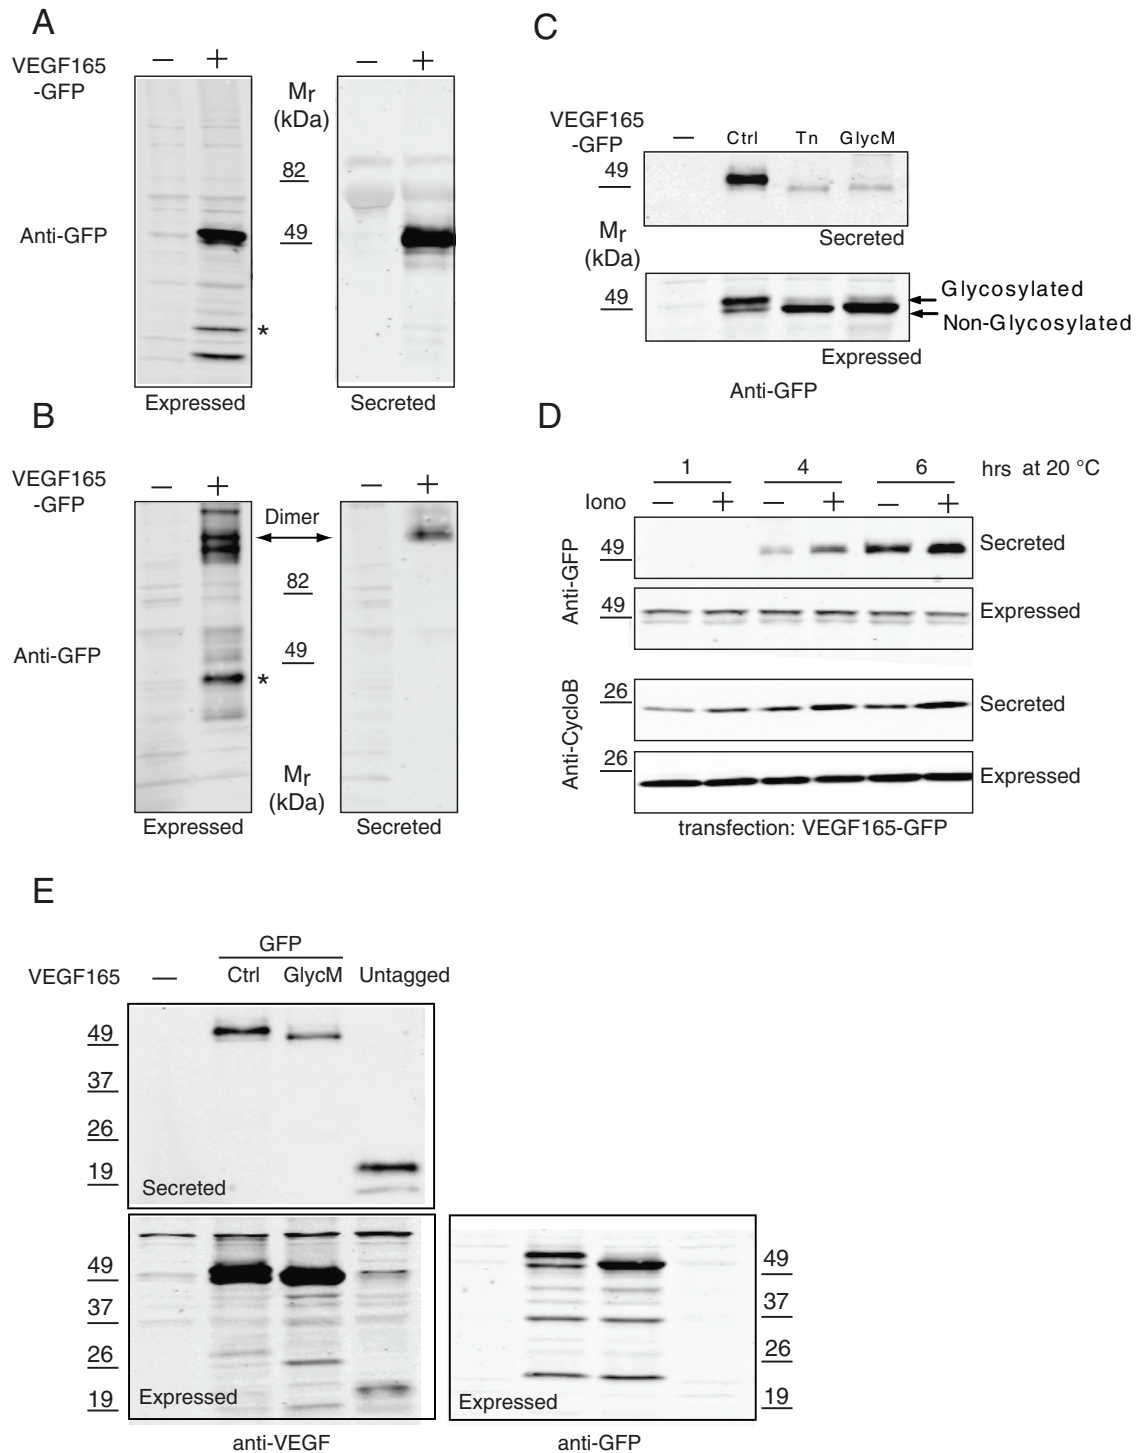 A
VEGF165
-GFP
— +
— +
Mr
(kDa)
82
49
Anti-GFP
*
Expressed
Secreted
B
VEGF165
-GFP
— +
— +
Dimer
82
49
Anti-GFP
*
Mr
(kDa)
Expressed
Secreted
C
VEGF165
-GFP
— Ctrl Tn GlycM
49
Secreted
Mr
(kDa)
49
Glycosylated
Non-Glycosylated
Expressed
Anti-GFP
D
1 4 6 hrs at 20 °C
Iono — + — + — +
Anti-GFP
49
Secreted
49
Expressed
Anti-CycloB
26
Secreted
26
Expressed
transfection: VEGF165-GFP
E
GFP
VEGF165 — Ctrl GlycM Untagged
49
37
26
19
Secreted
49
37
26
19
Expressed
anti-VEGF
49
37
26
19
Expressed
anti-GFP